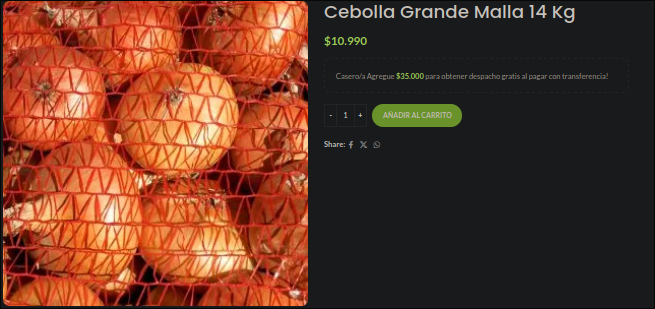 Cebolla Grande Malla 14 Kg
$10.990
Casero/a Agregue $35.000 para obtener despacho gratis al pagar con transferencia!
- 1 +
AÑADIR AL CARRITO
Share: